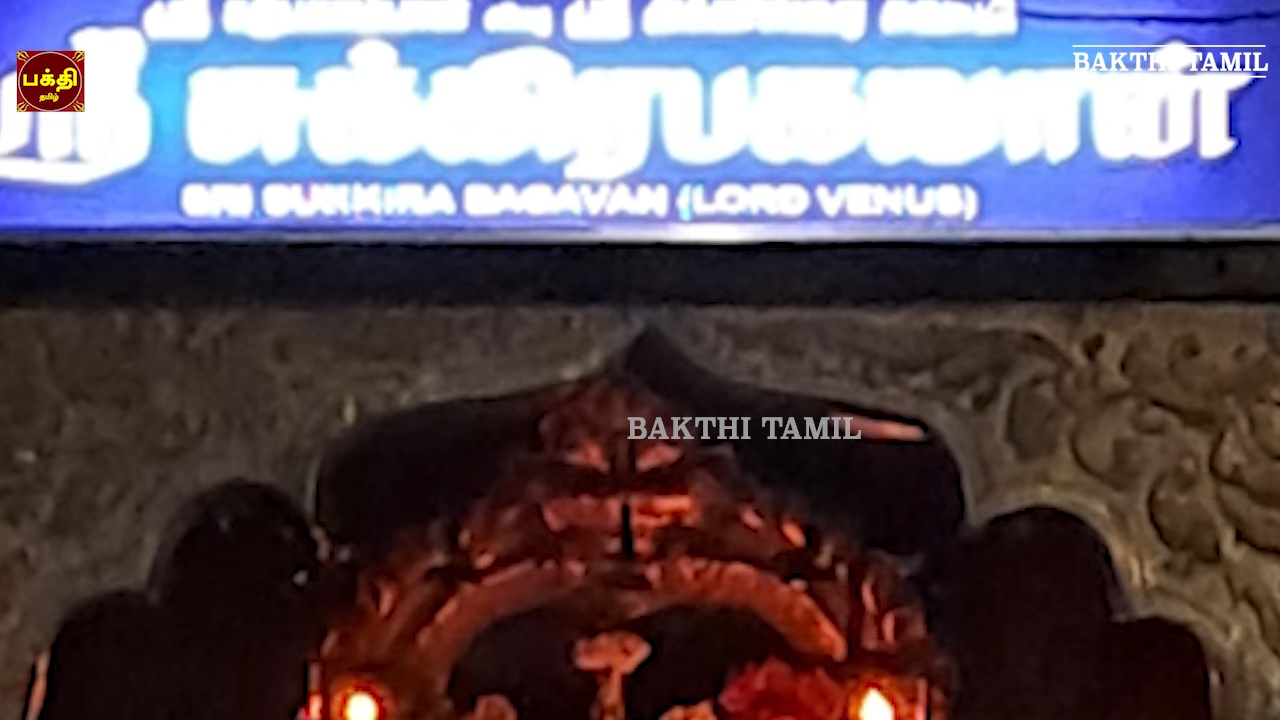 ஸ்ரீ சுக்கிரபகவான்
SRI SUKKIRA BAGAVAN (LORD VENUS)
பக்தி
தமிழ்
BAKTHI TAMIL
BAKTHI TAMIL